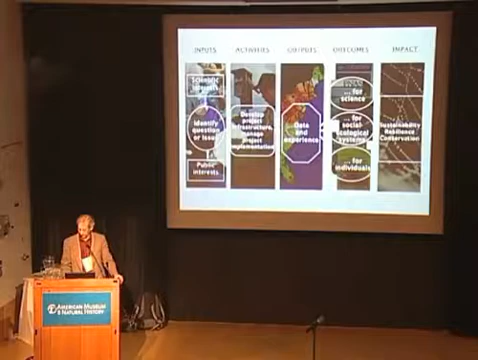 INPUTS
ACTIVITIES
OUTPUTS
OUTCOMES
IMPACT
Scientific
interests
Identify
question
or issue
Public
interests
Develop
project
infrastructure,
manage
project
implementation
Data
and
experience
... for
science
... for
social-
ecological
systems
... for
individuals
Sustainability
Resilience
Conservation
AMERICAN MUSEUM
& NATURAL HISTORY